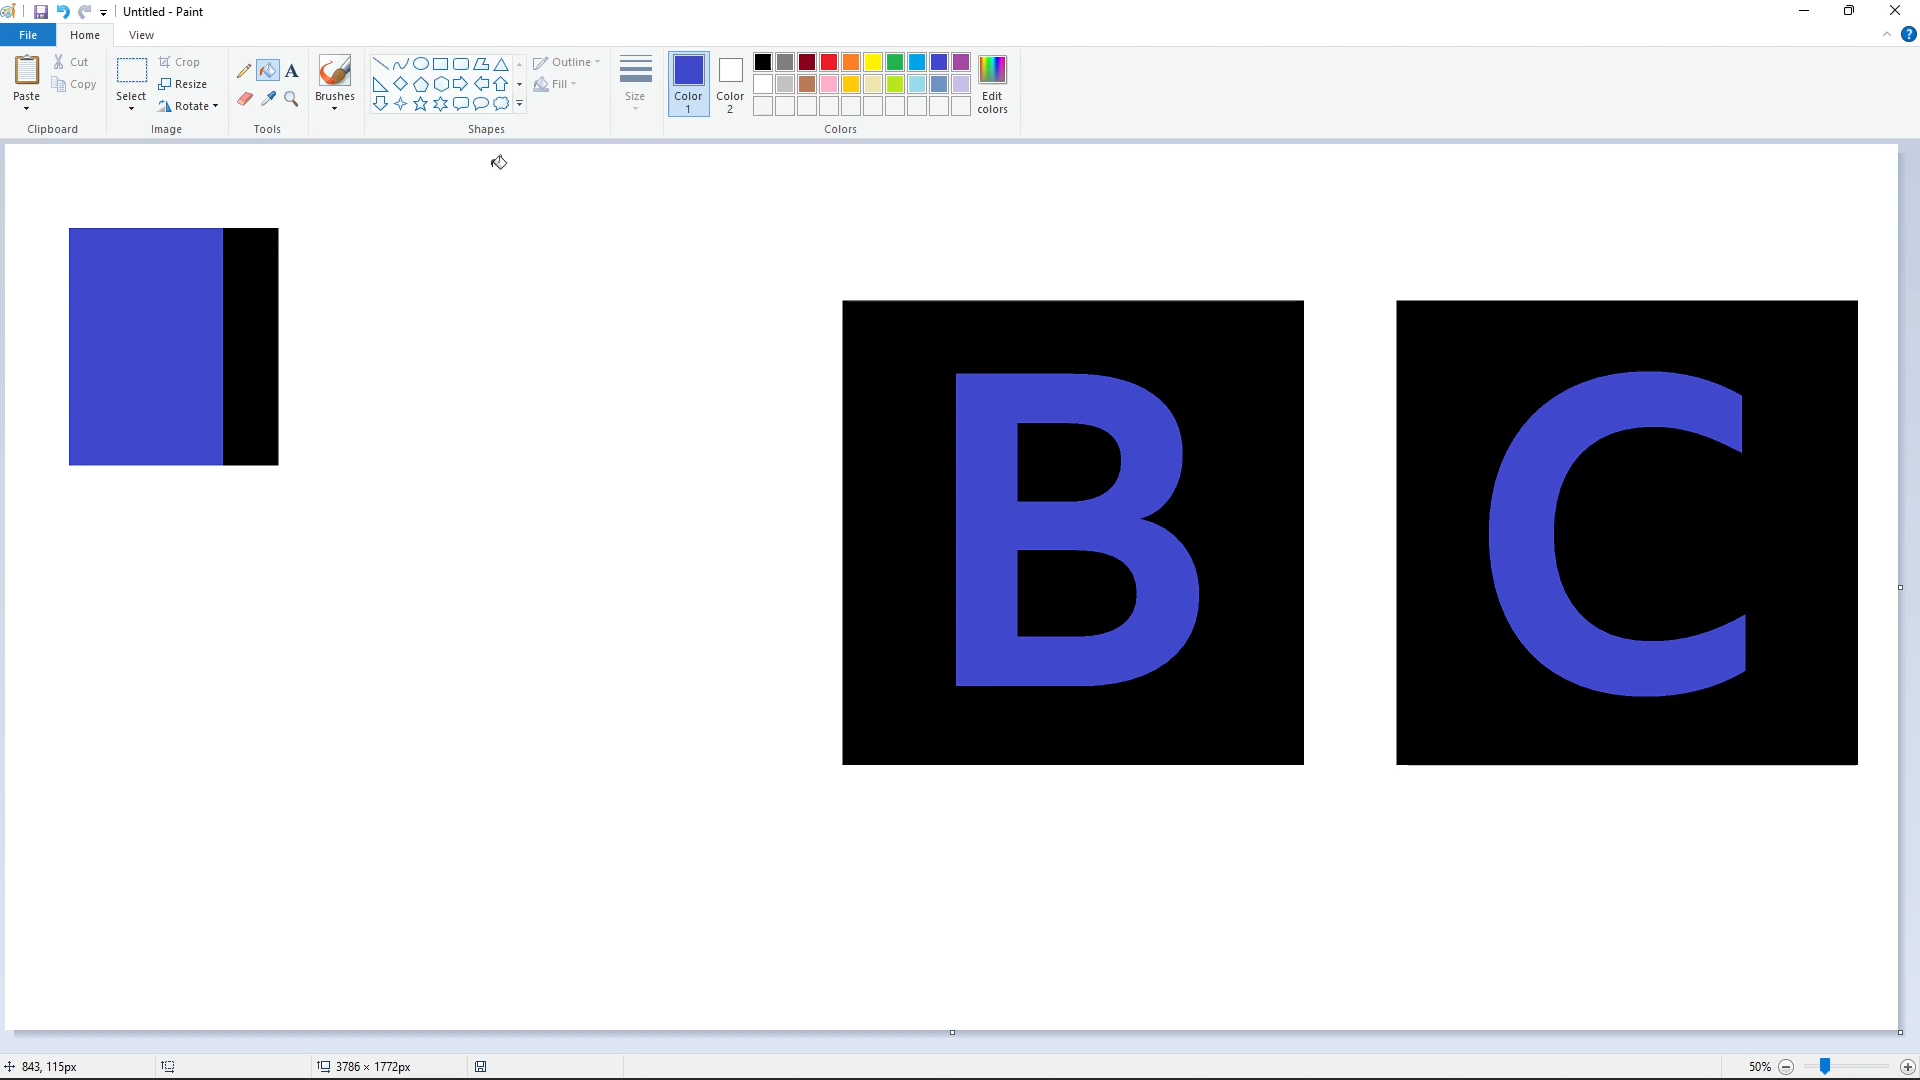 Untitled - Paint
File Home View
Paste Cut Copy Clipboard
Select Crop Resize Rotate Image
A
Tools
Brushes
Shapes
Outline Fill
Size
Color 1 Color 2 Edit colors
Colors
B C
843, 115px 3786 × 1772px 50%